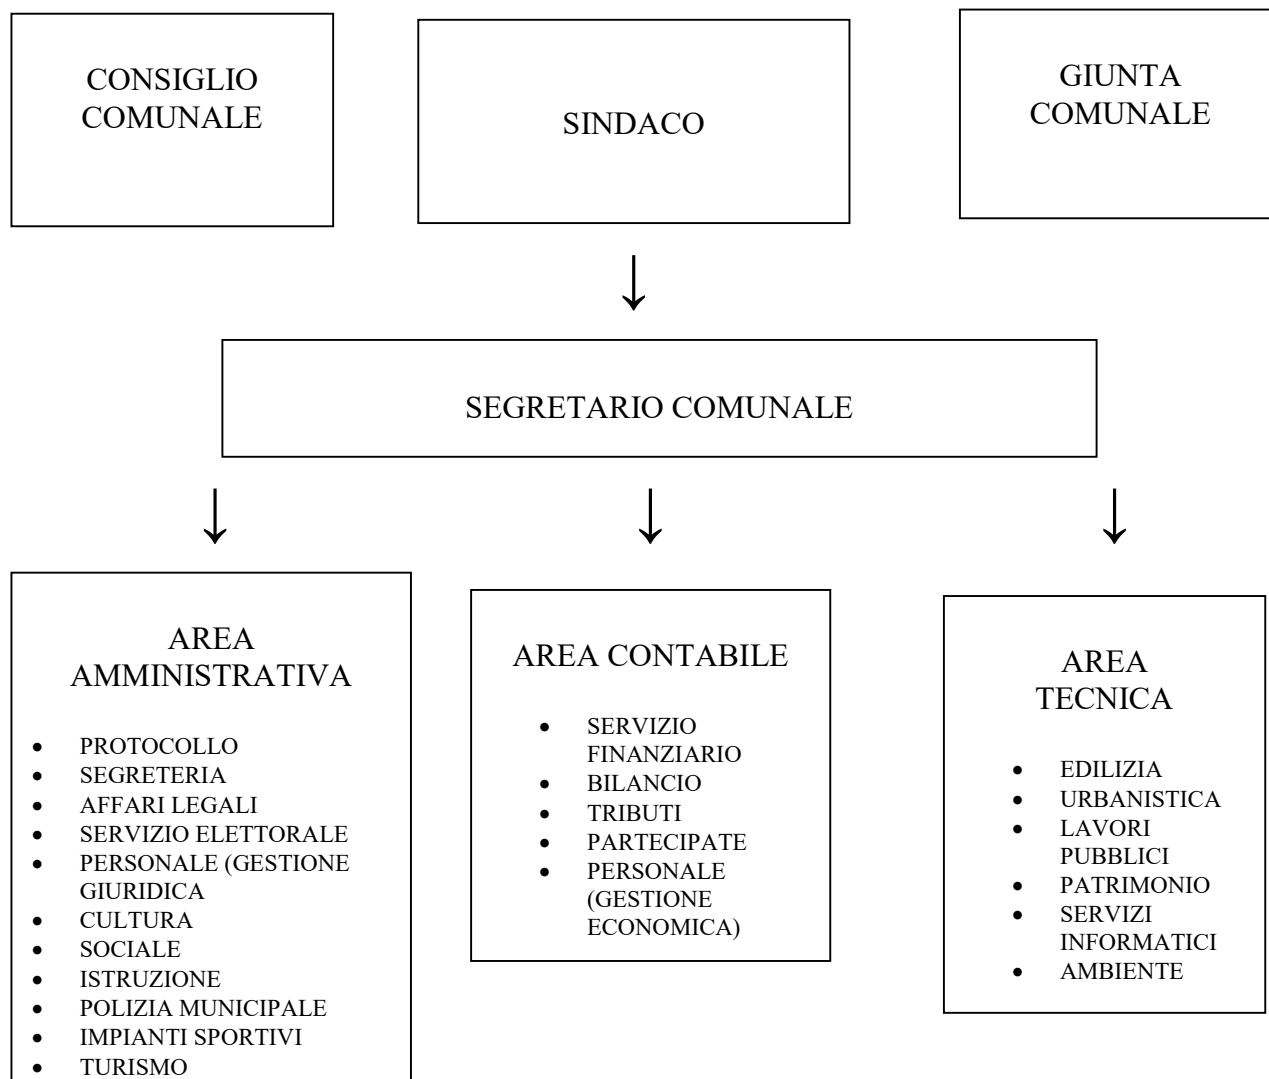 CONSIGLIO
COMUNALE
SINDACO
GIUNTA
COMUNALE
SEGRETARIO COMUNALE
AREA
AMMINISTRATIVA
• PROTOCOLLO
• SEGRETERIA
• AFFARI LEGALI
• SERVIZIO ELETTORALE
• PERSONALE (GESTIONE
GIURIDICA
• CULTURA
• SOCIALE
• ISTRUZIONE
• POLIZIA MUNICIPALE
• IMPIANTI SPORTIVI
• TURISMO
AREA CONTABILE
• SERVIZIO
FINANZIARIO
• BILANCIO
• TRIBUTI
• PARTECIPATE
• PERSONALE
(GESTIONE
ECONOMICA)
AREA
TECNICA
• EDILIZIA
• URBANISTICA
• LAVORI
PUBBLICI
• PATRIMONIO
• SERVIZI
INFORMATICI
• AMBIENTE